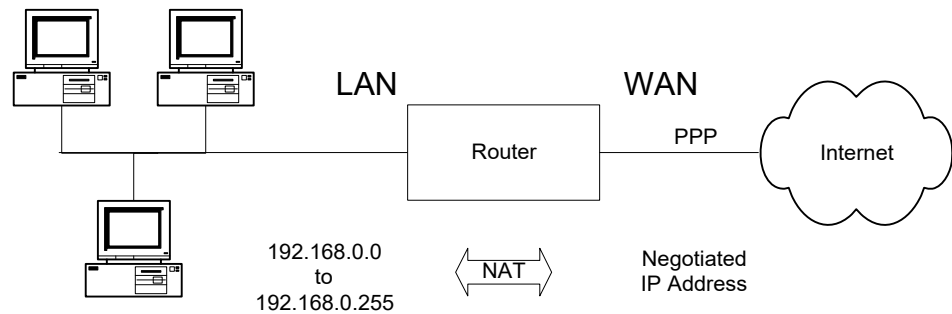 LAN
WAN
Router
PPP
Internet
192.168.0.0
to
192.168.0.255
NAT
Negotiated
IP Address